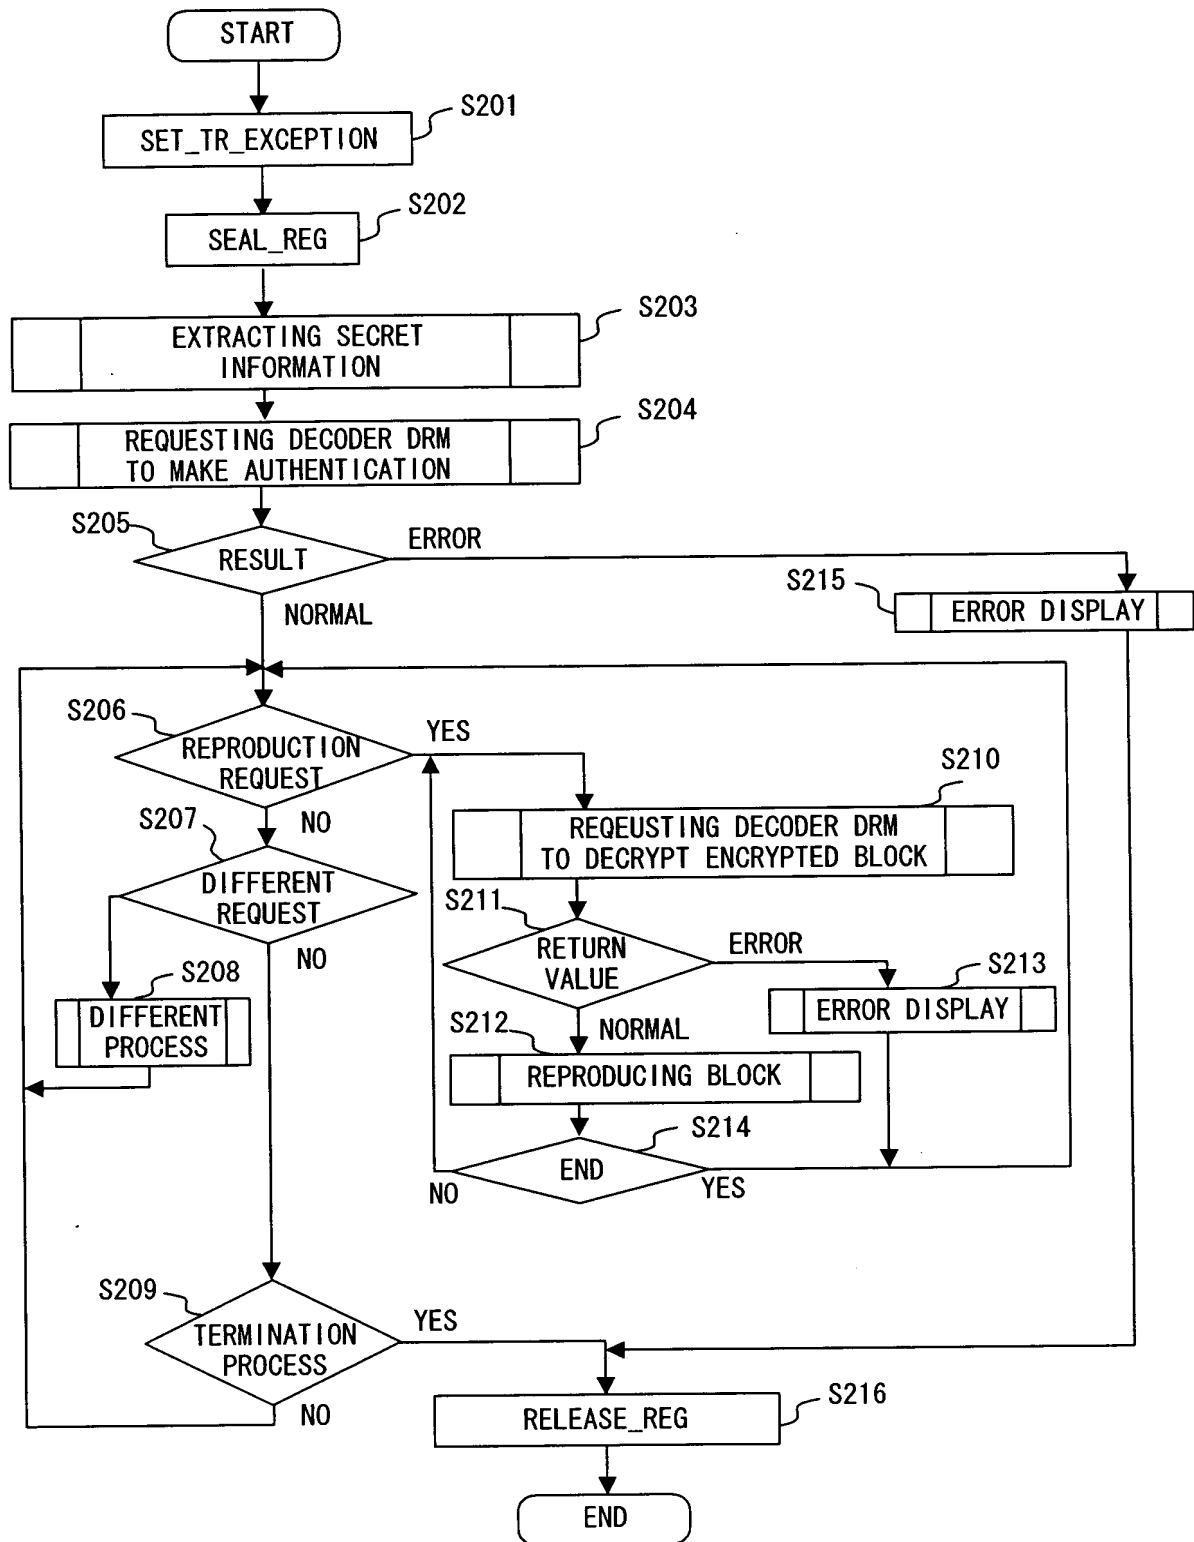 START
S201
SET_TR_EXCEPTION
S202
SEAL_REG
S203
EXTRACTING SECRET
INFORMATION
S204
REQUESTING DECODER DRM
TO MAKE AUTHENTICATION
S205
RESULT
ERROR
NORMAL
S215
ERROR DISPLAY
S206
REPRODUCTION
REQUEST
YES
NO
S207
DIFFERENT
REQUEST
NO
S208
DIFFERENT
PROCESS
S210
REQEUSTING DECODER DRM
TO DECRYPT ENCRYPTED BLOCK
S211
RETURN
VALUE
ERROR
NORMAL
S213
ERROR DISPLAY
S212
REPRODUCING BLOCK
S214
END
NO
YES
S209
TERMINATION
PROCESS
YES
NO
S216
RELEASE_REG
END